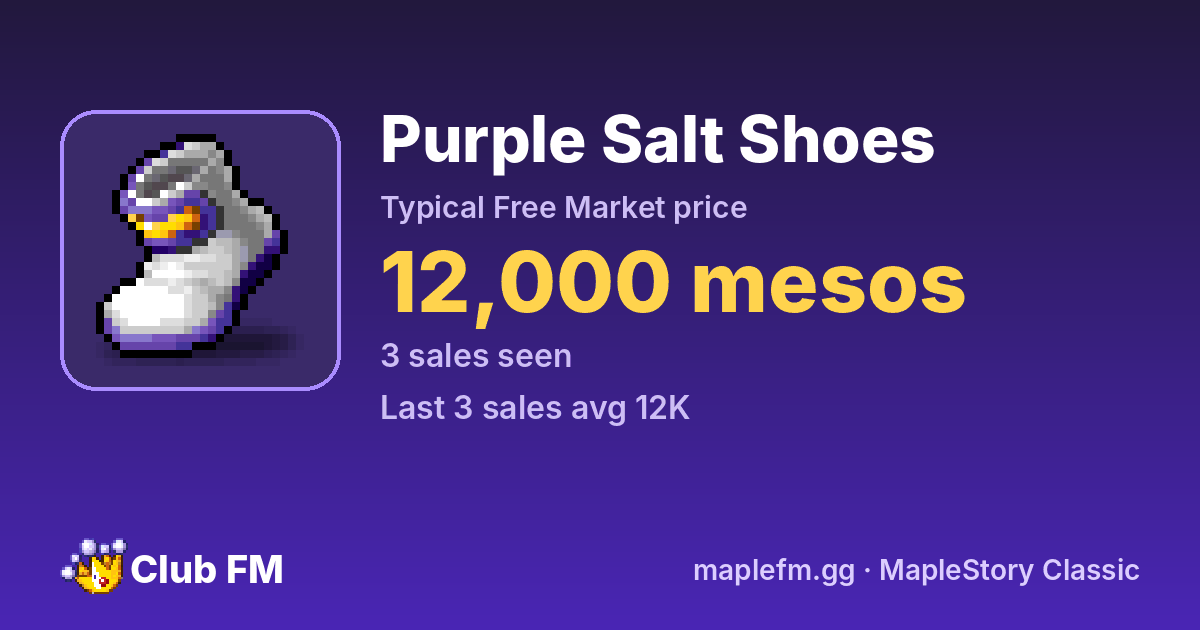 Purple Salt Shoes
Typical Free Market price
12,000 mesos
3 sales seen
Last 3 sales avg 12K
Club FM
maplefm.gg · MapleStory Classic